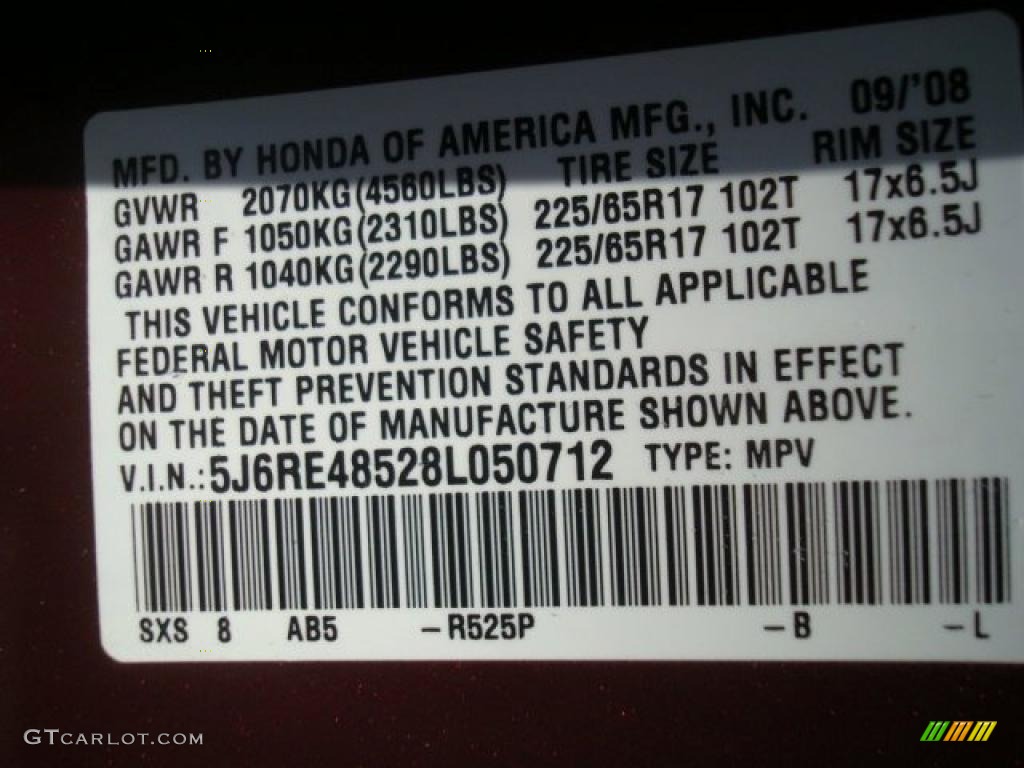 MFD. BY HONDA OF AMERICA MFG., INC. 09/'08
TIRE SIZE RIM SIZE
GVWR 2070KG(4560LBS)
GAWR F 1050KG(2310LBS) 225/65R17 102T 17x6.5J
GAWR R 1040KG(2290LBS) 225/65R17 102T 17x6.5J
THIS VEHICLE CONFORMS TO ALL APPLICABLE
FEDERAL MOTOR VEHICLE SAFETY
AND THEFT PREVENTION STANDARDS IN EFFECT
ON THE DATE OF MANUFACTURE SHOWN ABOVE.
V.I.N.:5J6RE48528L050712 TYPE: MPV
SXS 8 AB5 -R525P -B -L
GTCARLOT.COM